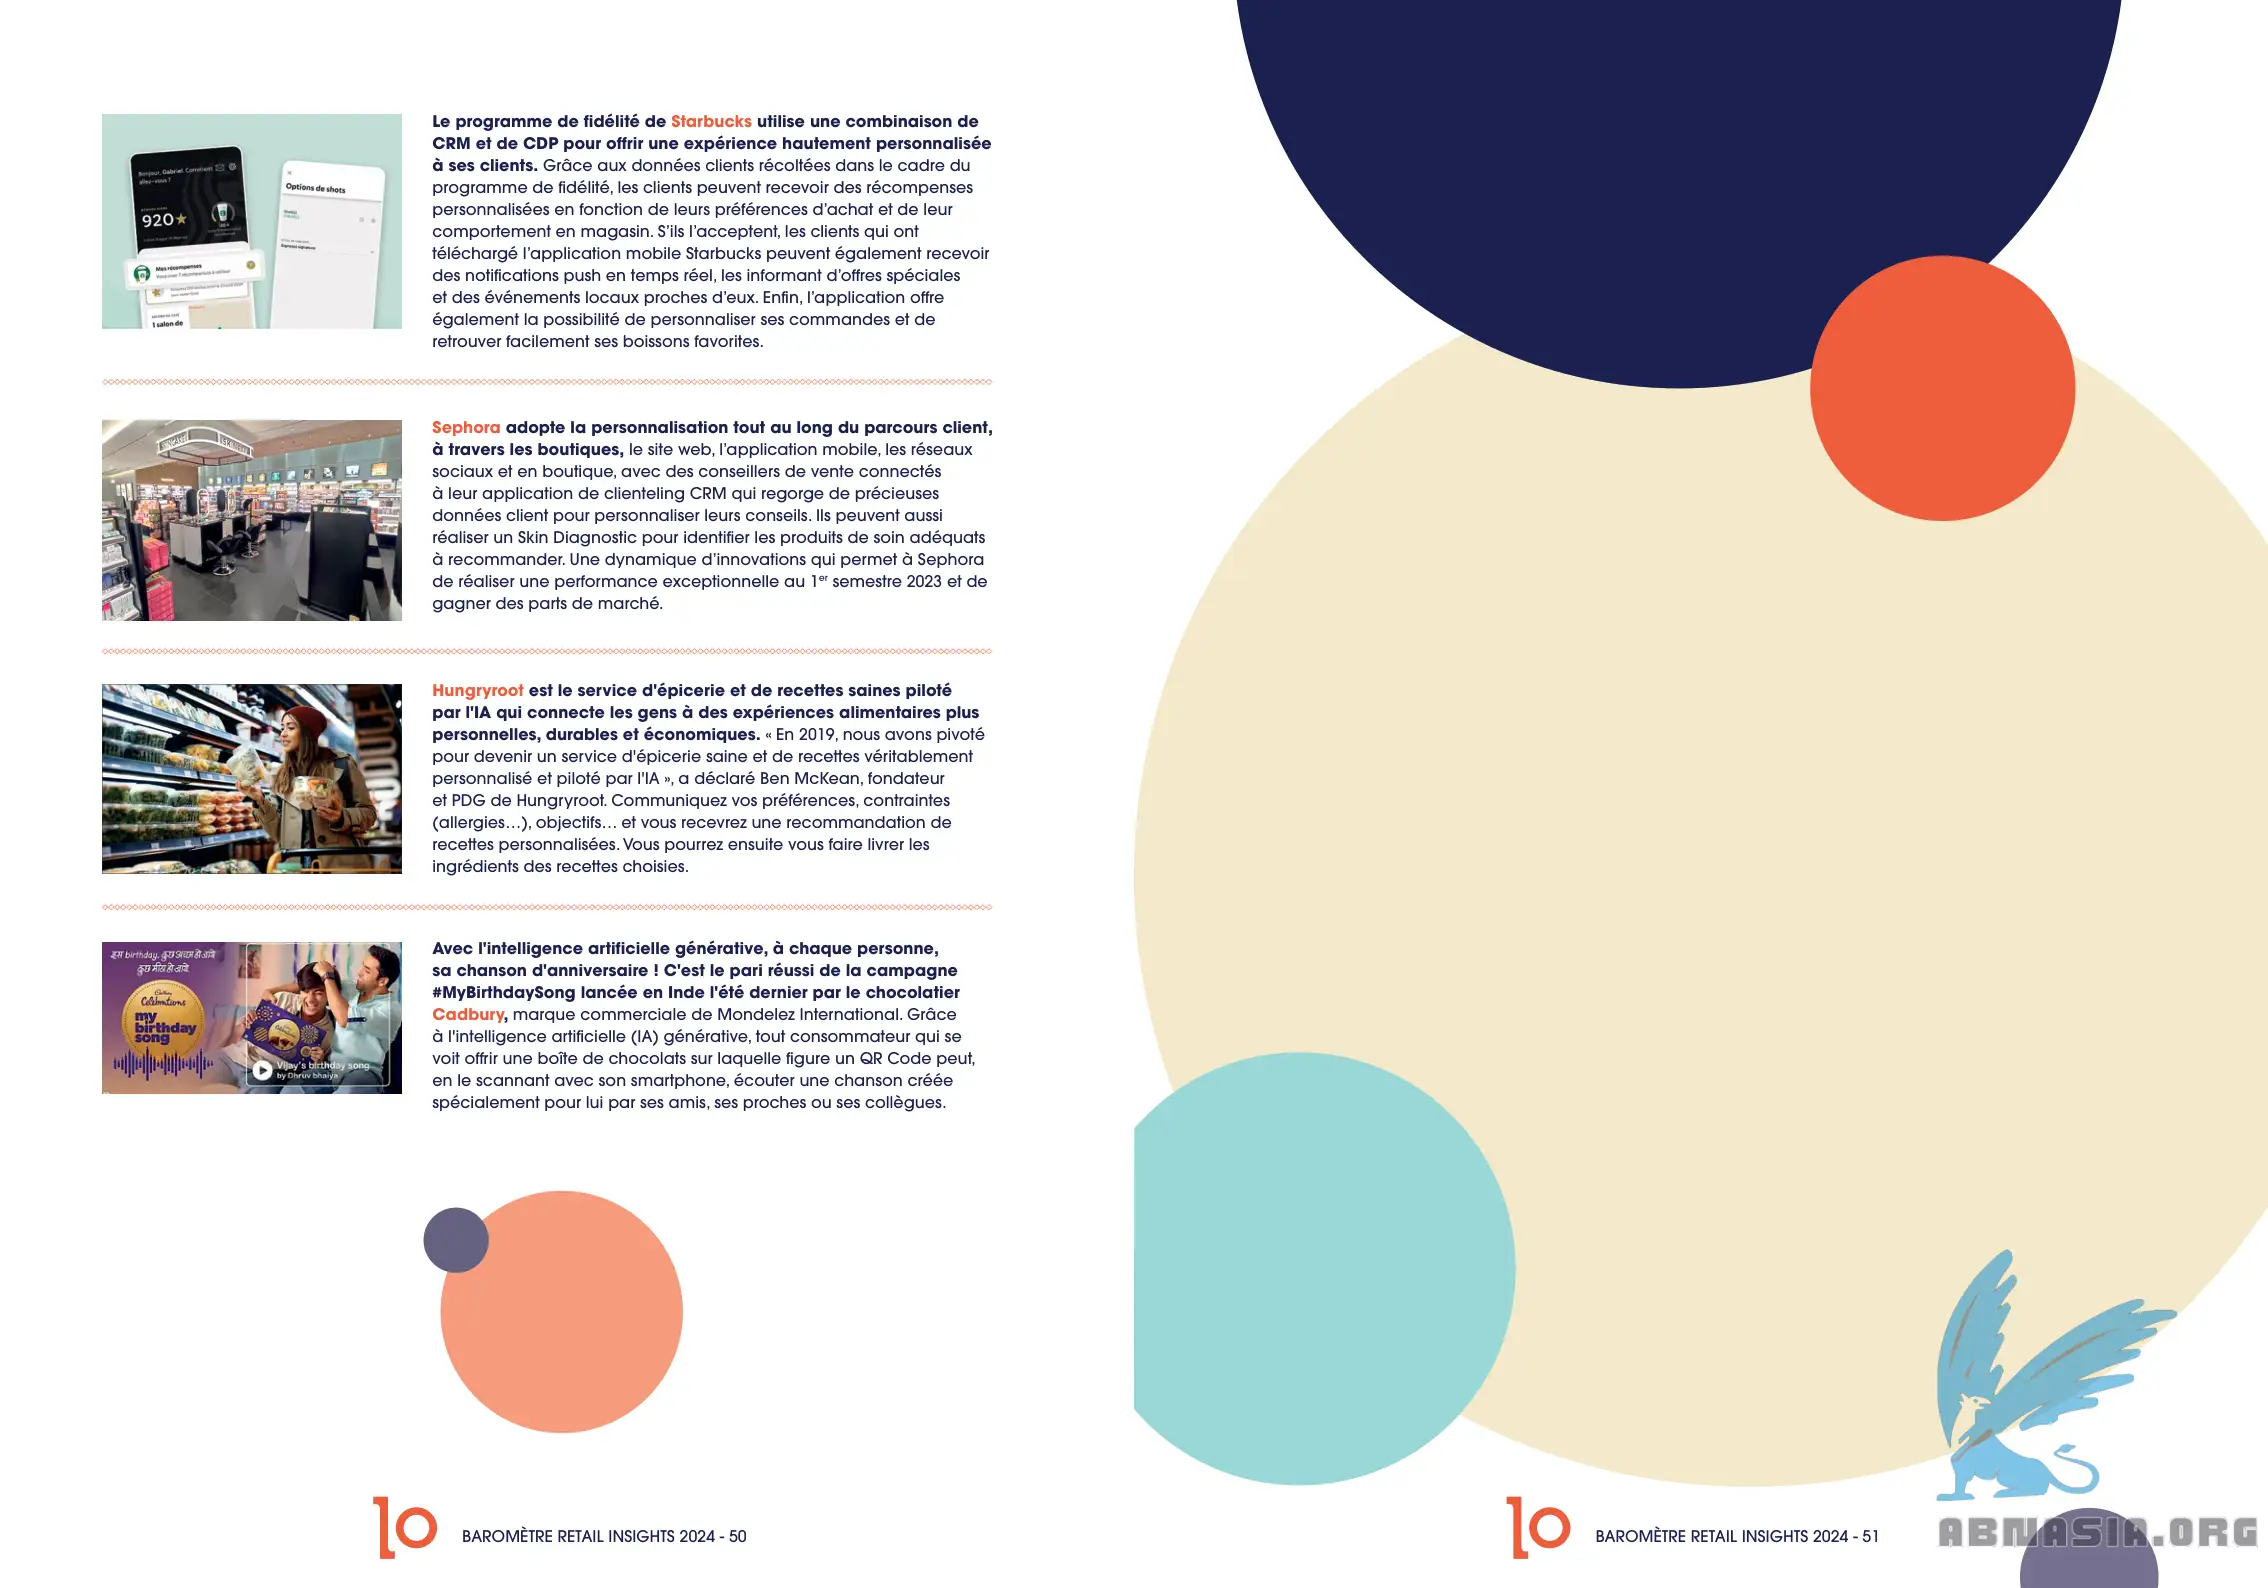 Le programme de fidélité de Starbucks utilise une combinaison de
CRM et de CDP pour offrir une expérience hautement personnalisée
à ses clients. Grâce aux données clients récoltées dans le cadre du
programme de fidélité, les clients peuvent recevoir des récompenses
personnalisées en fonction de leurs préférences d’achat et de leur
comportement en magasin. S’ils l’acceptent, les clients qui ont
téléchargé l’application mobile Starbucks peuvent également recevoir
des notifications push en temps réel, les informant d’offres spéciales
et des événements locaux proches d’eux. Enfin, l’application offre
également la possibilité de personnaliser ses commandes et de
retrouver facilement ses boissons favorites.
Bonjour, Gabriel. Comment
allez-vous ?
920
Mes récompenses
Options de shots
1 salon de
Sephora adopte la personnalisation tout au long du parcours client,
à travers les boutiques, le site web, l’application mobile, les réseaux
sociaux et en boutique, avec des conseillers de vente connectés
à leur application de clienteling CRM qui regorge de précieuses
données client pour personnaliser leurs conseils. Ils peuvent aussi
réaliser un Skin Diagnostic pour identifier les produits de soin adéquats
à recommander. Une dynamique d’innovations qui permet à Sephora
de réaliser une performance exceptionnelle au 1er semestre 2023 et de
gagner des parts de marché.
Hungryroot est le service d'épicerie et de recettes saines piloté
par l'IA qui connecte les gens à des expériences alimentaires plus
personnelles, durables et économiques. « En 2019, nous avons pivoté
pour devenir un service d'épicerie saine et de recettes véritablement
personnalisé et piloté par l'IA », a déclaré Ben McKean, fondateur
et PDG de Hungryroot. Communiquez vos préférences, contraintes
(allergies…), objectifs… et vous recevrez une recommandation de
recettes personnalisées. Vous pourrez ensuite vous faire livrer les
ingrédients des recettes choisies.
Avec l'intelligence artificielle générative, à chaque personne,
sa chanson d'anniversaire ! C'est le pari réussi de la campagne
#MyBirthdaySong lancée en Inde l'été dernier par le chocolatier
Cadbury, marque commerciale de Mondelez International. Grâce
à l'intelligence artificielle (IA) générative, tout consommateur qui se
voit offrir une boîte de chocolats sur laquelle figure un QR Code peut,
en le scannant avec son smartphone, écouter une chanson créée
spécialement pour lui par ses amis, ses proches ou ses collègues.
इस birthday, कुछ अच्छा हो जाये
कुछ मीठा हो जाये
Cadbury
Celebrations
my
birthday
song
Vijay's birthday song
by Dhruv bhaiya
10
BAROMÈTRE RETAIL INSIGHTS 2024 - 50
10
BAROMÈTRE RETAIL INSIGHTS 2024 - 51
ABNASIA.ORG